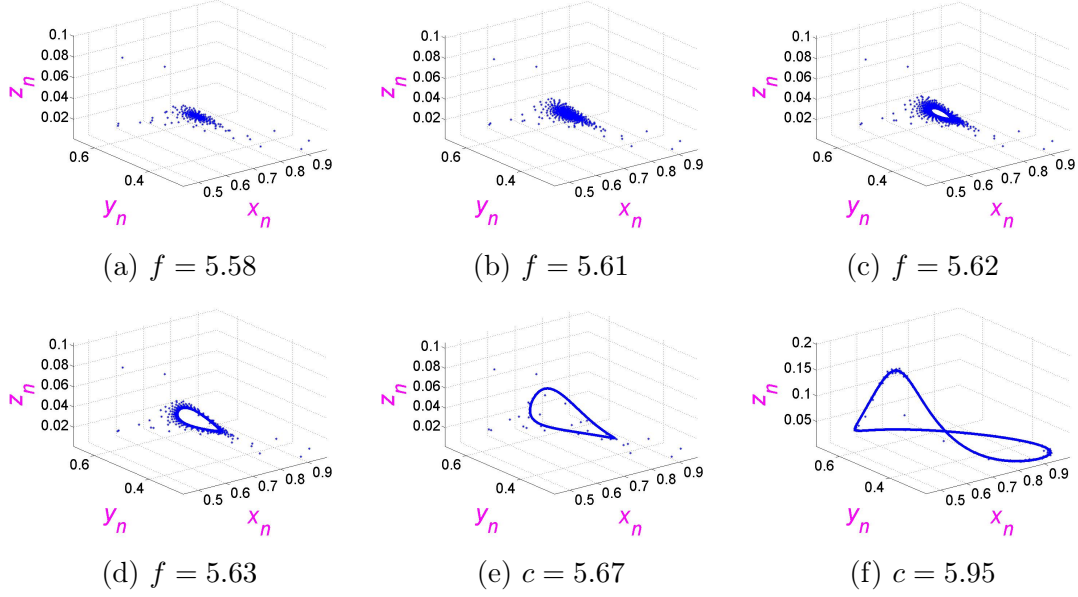 0.1
0.08
0.06
0.04
0.02
z_n
0.6
0.4
y_n
0.5 0.6 0.7 0.8 0.9
x_n
(a) f = 5.58
0.1
0.08
0.06
0.04
0.02
z_n
0.6
0.4
y_n
0.5 0.6 0.7 0.8 0.9
x_n
(b) f = 5.61
0.1
0.08
0.06
0.04
0.02
z_n
0.6
0.4
y_n
0.5 0.6 0.7 0.8 0.9
x_n
(c) f = 5.62
0.1
0.08
0.06
0.04
0.02
z_n
0.6
0.4
y_n
0.5 0.6 0.7 0.8 0.9
x_n
(d) f = 5.63
0.1
0.08
0.06
0.04
0.02
z_n
0.6
0.4
y_n
0.5 0.6 0.7 0.8 0.9
x_n
(e) c = 5.67
0.2
0.15
0.1
0.05
z_n
0.6
0.4
y_n
0.5 0.6 0.7 0.8 0.9
x_n
(f) c = 5.95